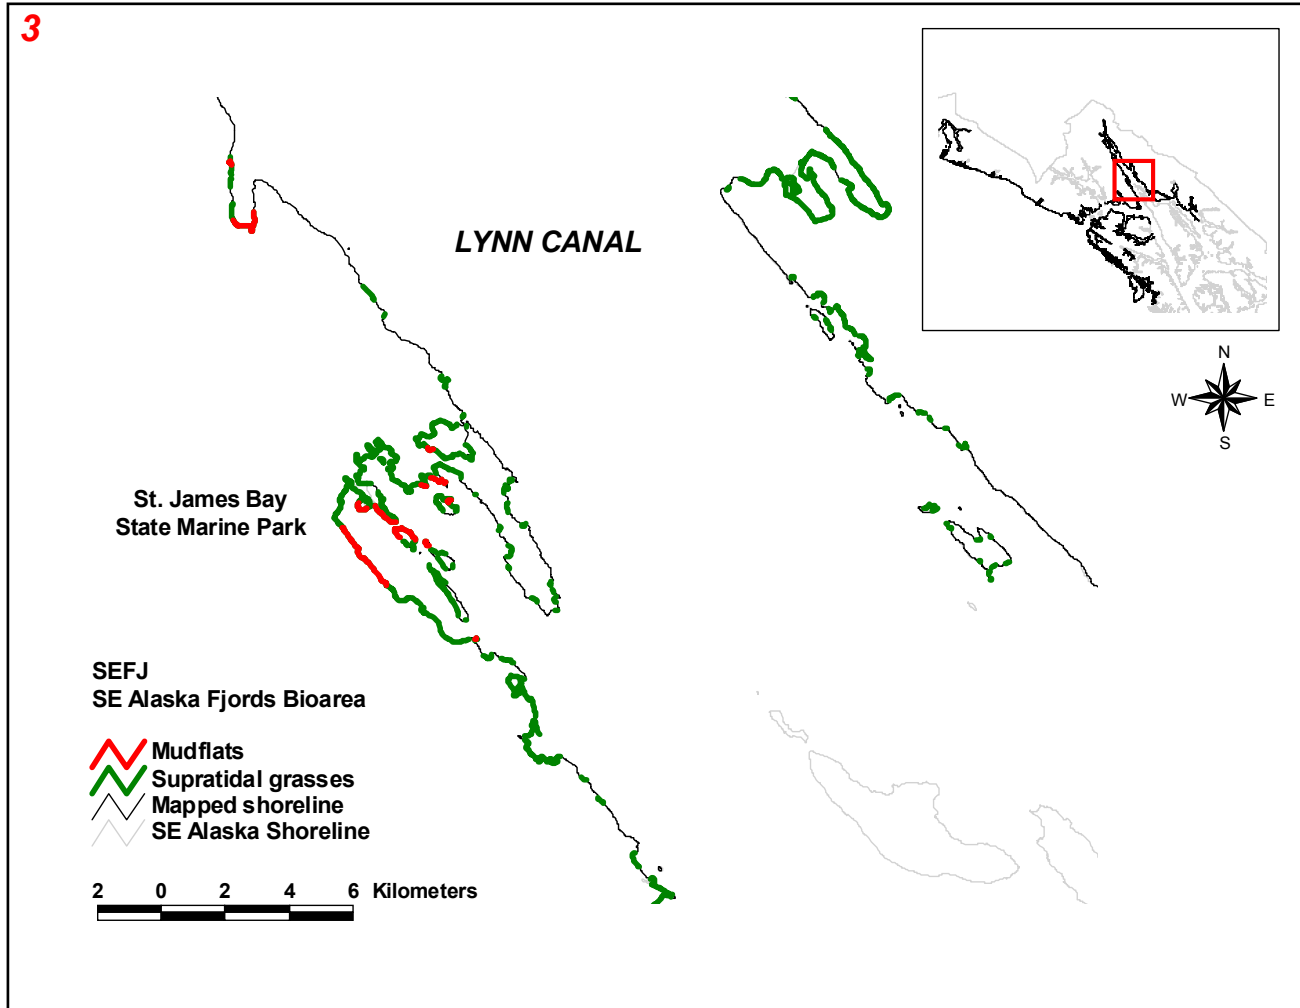 3
LYNN CANAL
N
W E
S
St. James Bay
State Marine Park
SEFJ
SE Alaska Fjords Bioarea
Mudflats
Supratidal grasses
Mapped shoreline
SE Alaska Shoreline
2 0 2 4 6 Kilometers